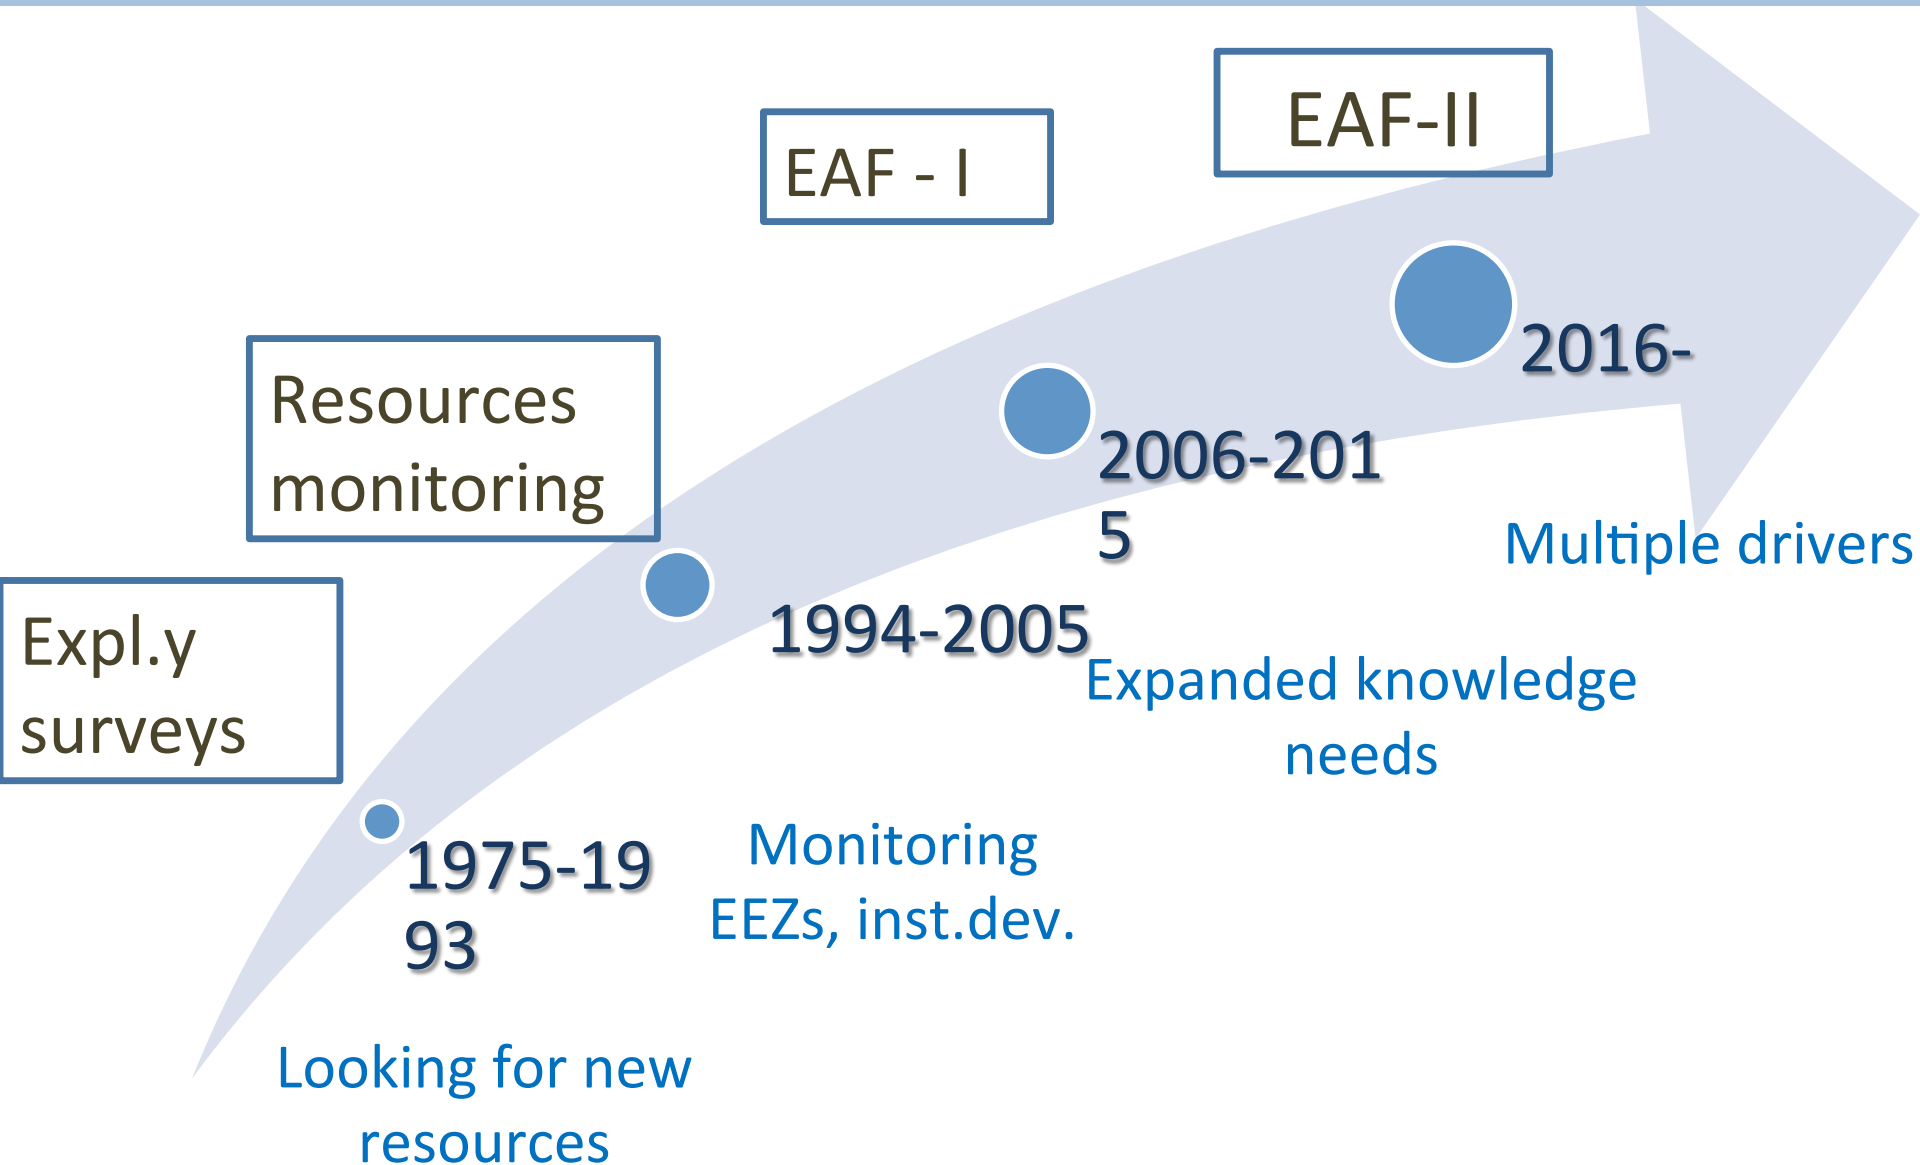 EAF-II
EAF - I
2016-
Resources
monitoring
2006-201
5
Multiple drivers
Expl.y
surveys
1994-2005
Expanded knowledge
needs
1975-19
93
Monitoring
EEZs, inst.dev.
Looking for new
resources